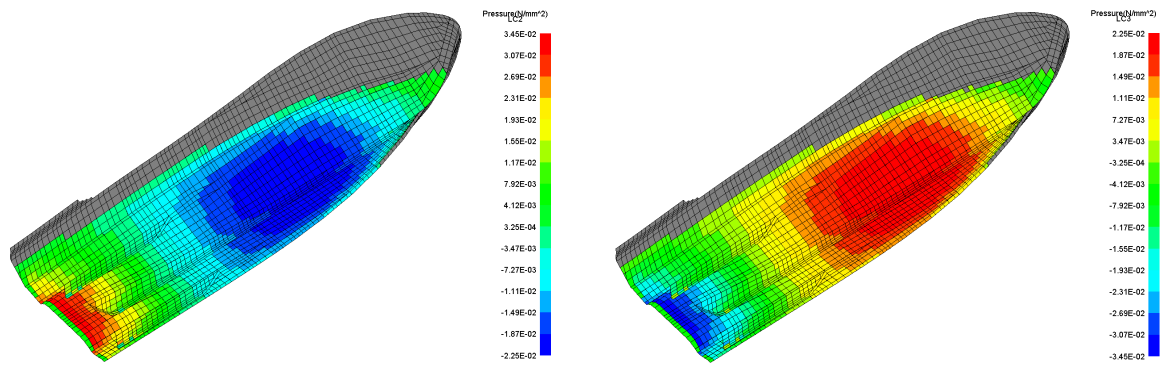 Pressure(N/mm^2)
LC2
3.45E-02
3.07E-02
2.69E-02
2.31E-02
1.93E-02
1.55E-02
1.17E-02
7.92E-03
4.12E-03
3.25E-04
-3.47E-03
-7.27E-03
-1.11E-02
-1.49E-02
-1.87E-02
-2.25E-02
Pressure(N/mm^2)
LC3
2.25E-02
1.87E-02
1.49E-02
1.11E-02
7.27E-03
3.47E-03
-3.25E-04
-4.12E-03
-7.92E-03
-1.17E-02
-1.55E-02
-1.93E-02
-2.31E-02
-2.69E-02
-3.07E-02
-3.45E-02